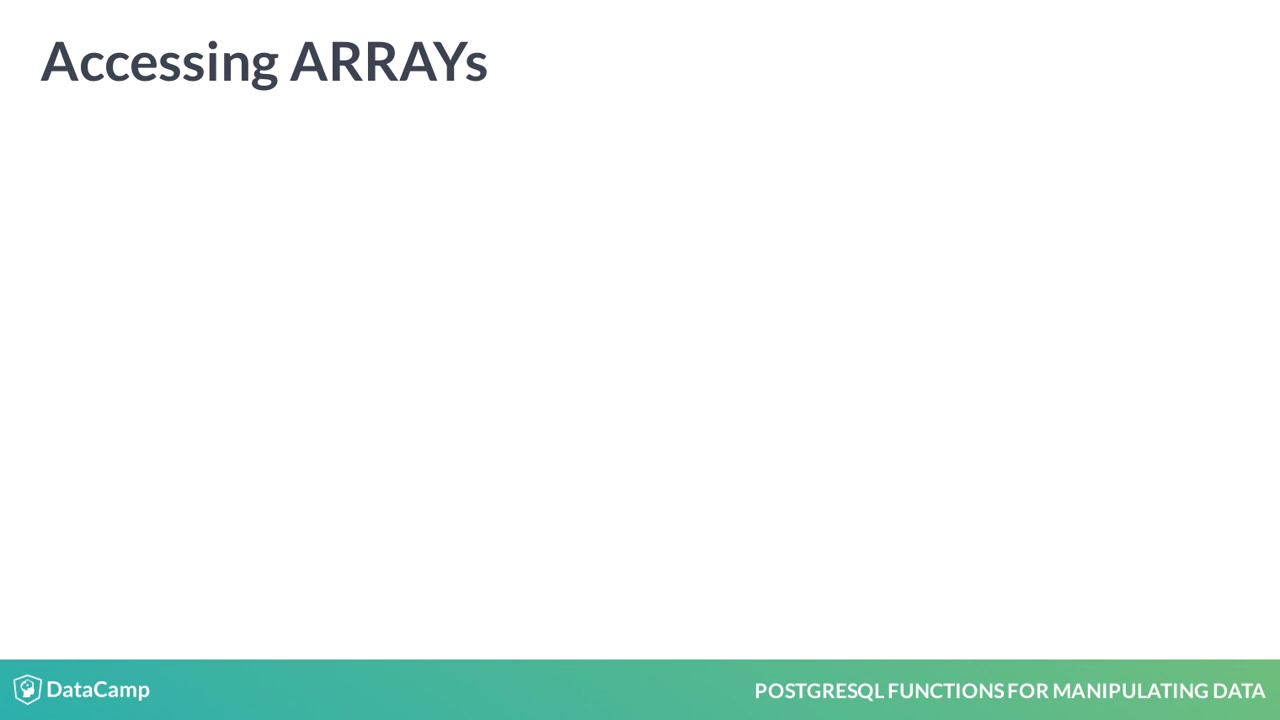 Accessing ARRAYs
DataCamp
POSTGRESQL FUNCTIONS FOR MANIPULATING DATA